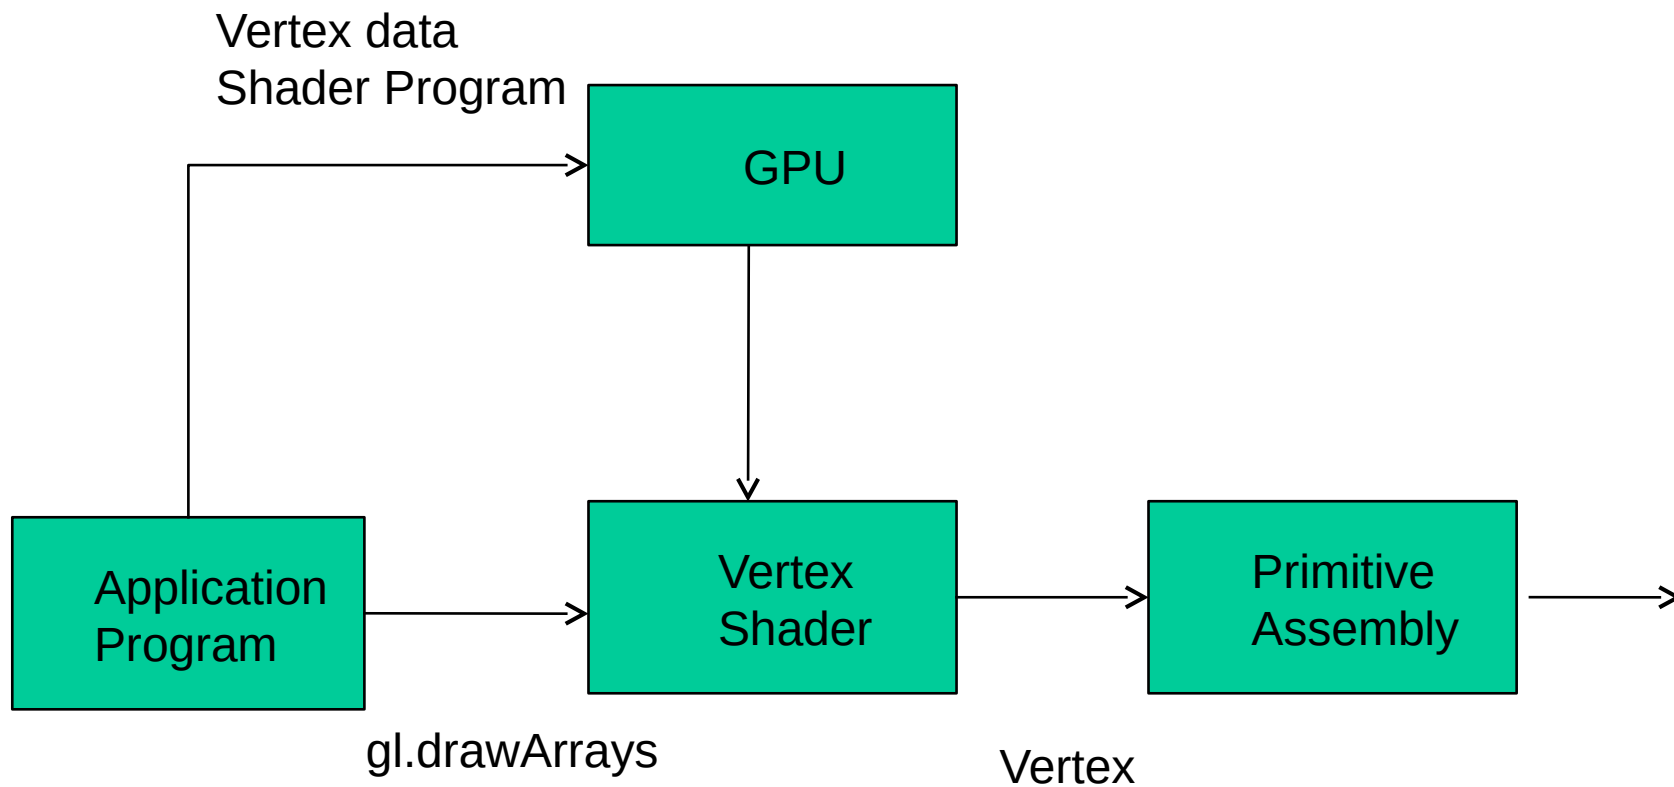 Vertex data
Shader Program
GPU
Application
Program
Vertex
Shader
Primitive
Assembly
gl.drawArrays
Vertex